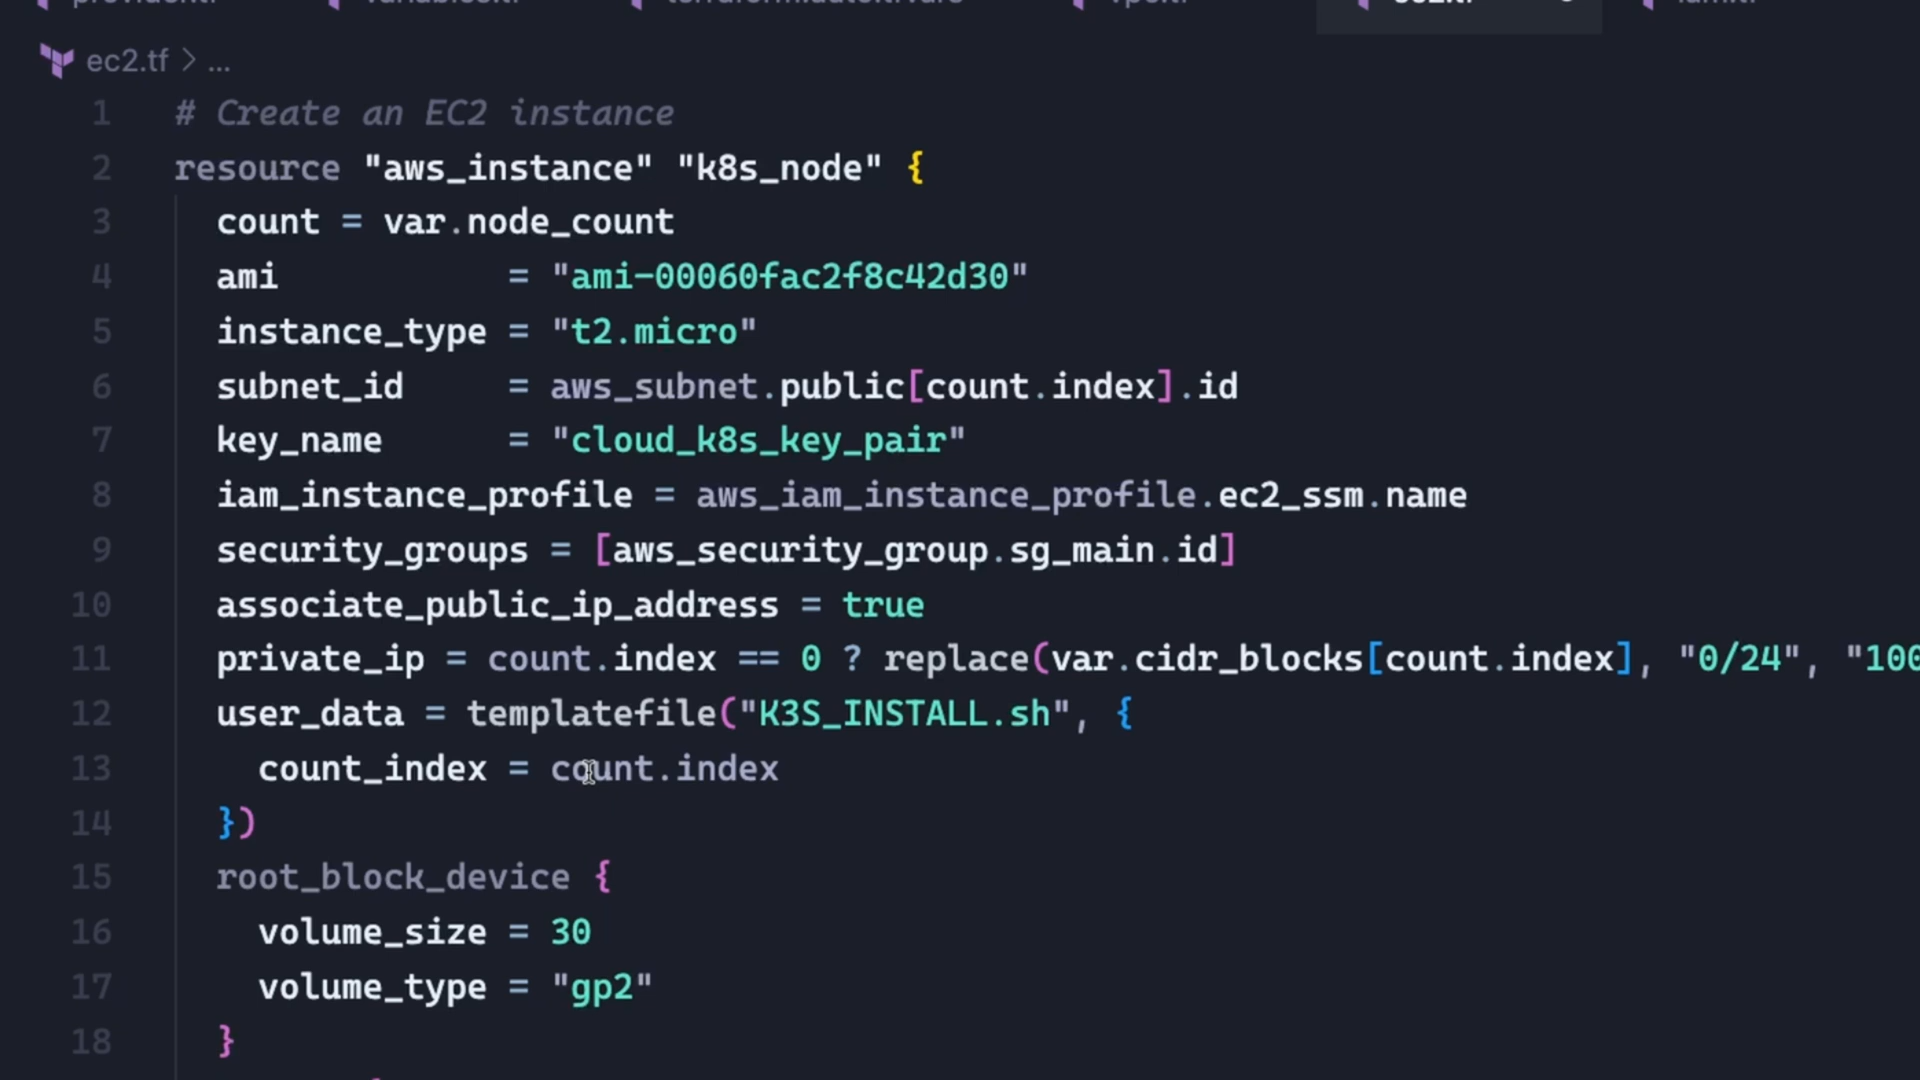 ec2.tf > ...
1 # Create an EC2 instance
2 resource "aws_instance" "k8s_node" {
3 count = var.node_count
4 ami = "ami-00060fac2f8c42d30"
5 instance_type = "t2.micro"
6 subnet_id = aws_subnet.public[count.index].id
7 key_name = "cloud_k8s_key_pair"
8 iam_instance_profile = aws_iam_instance_profile.ec2_ssm.name
9 security_groups = [aws_security_group.sg_main.id]
10 associate_public_ip_address = true
11 private_ip = count.index == 0 ? replace(var.cidr_blocks[count.index], "0/24", "100
12 user_data = templatefile("K3S_INSTALL.sh", {
13 count_index = count.index
14 })
15 root_block_device {
16 volume_size = 30
17 volume_type = "gp2"
18 }